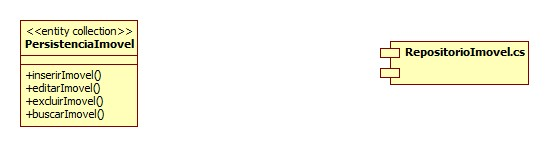 <<entity collection>>
PersistenciaImovel
+inserirImovel()
+editarImovel()
+excluirImovel()
+buscarImovel()
RepositorioImovel.cs